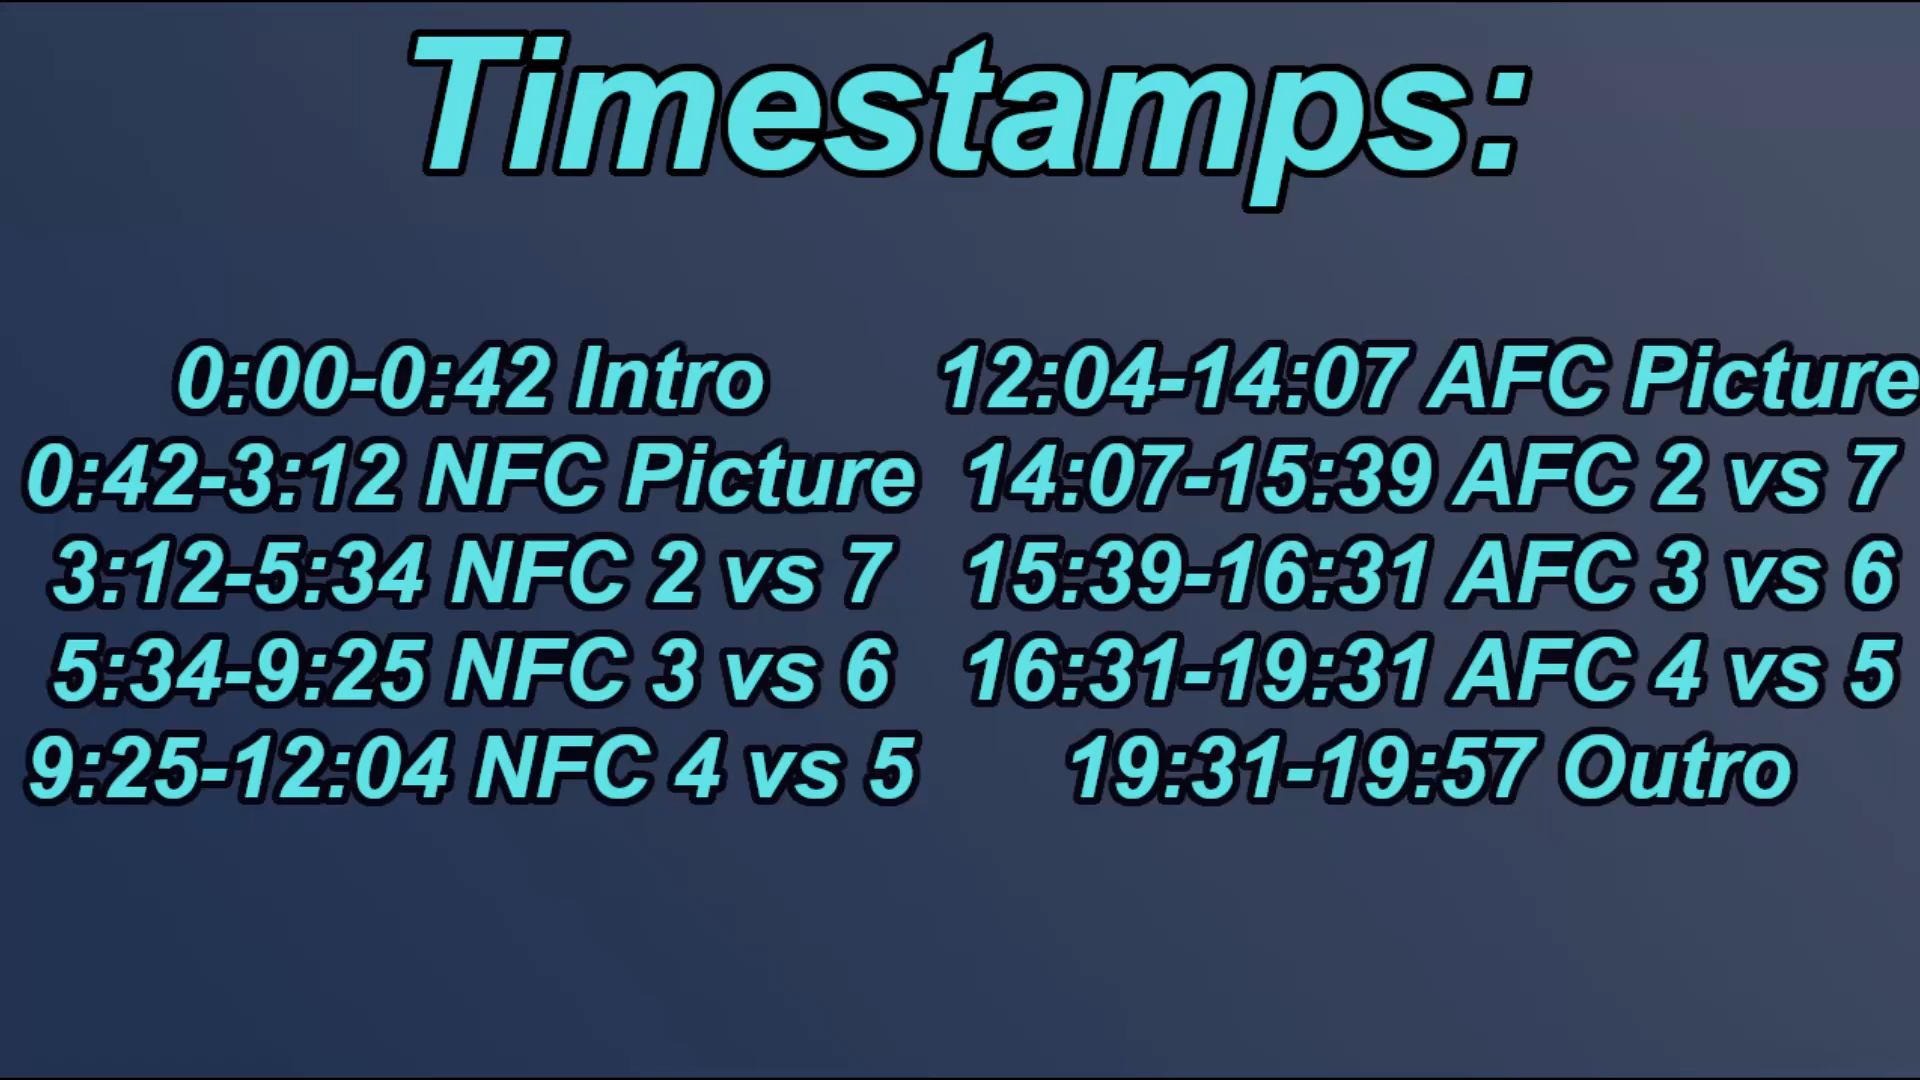 Timestamps:
0:00-0:42 Intro
0:42-3:12 NFC Picture
3:12-5:34 NFC 2 vs 7
5:34-9:25 NFC 3 vs 6
9:25-12:04 NFC 4 vs 5
12:04-14:07 AFC Picture
14:07-15:39 AFC 2 vs 7
15:39-16:31 AFC 3 vs 6
16:31-19:31 AFC 4 vs 5
19:31-19:57 Outro